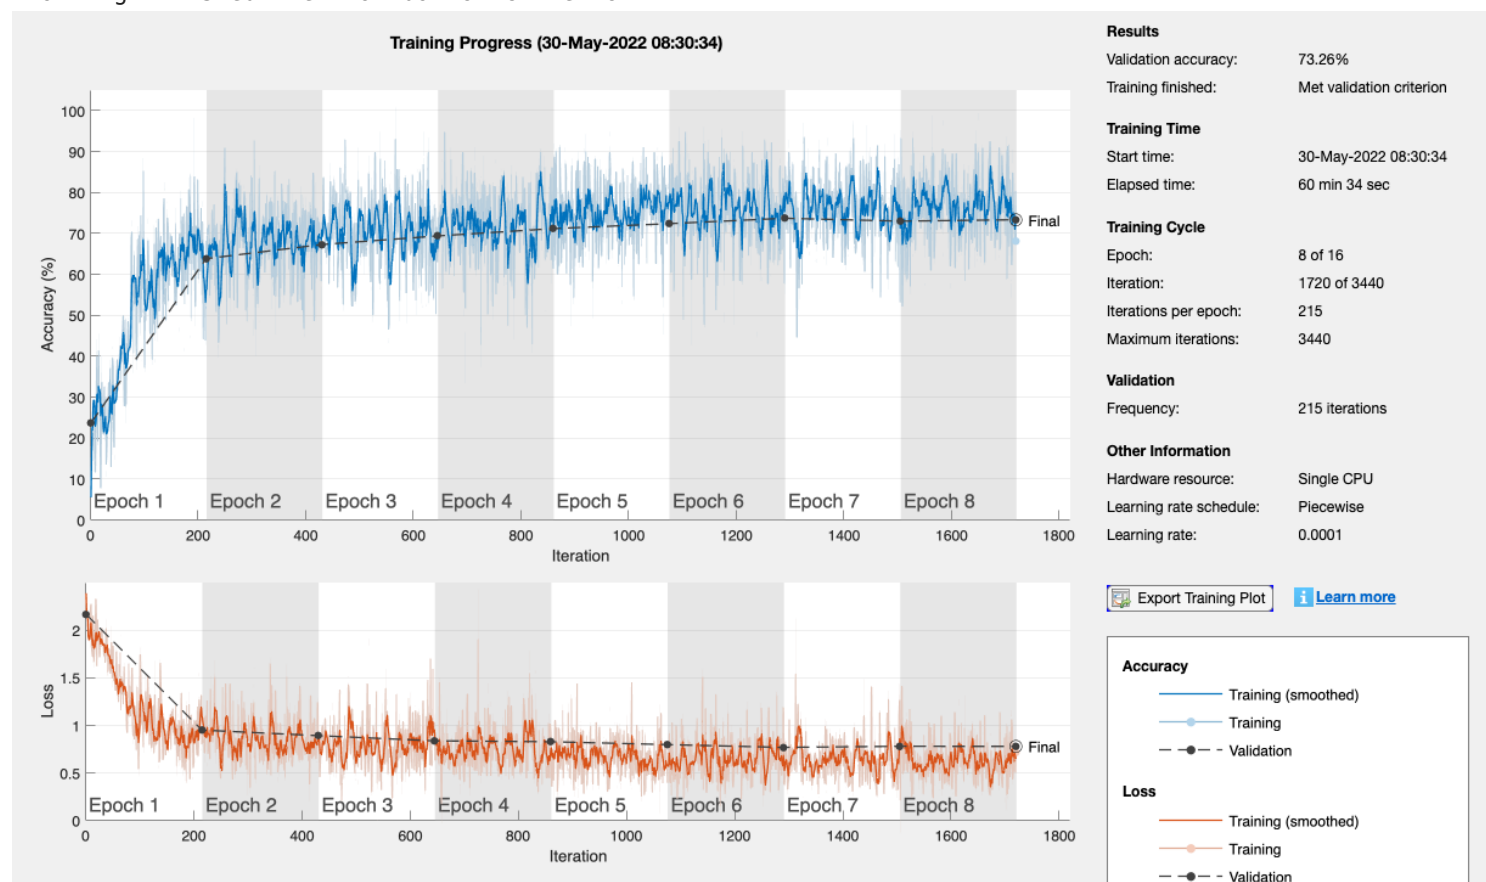 Training Progress (30-May-2022 08:30:34)
100
90
80
70
60
50
40
30
20
10
0
Accuracy (%)
Final
Epoch 1
Epoch 2
Epoch 3
Epoch 4
Epoch 5
Epoch 6
Epoch 7
Epoch 8
0
200
400
600
800
1000
1200
1400
1600
1800
Iteration
2
1.5
1
0.5
0
Loss
Final
Epoch 1
Epoch 2
Epoch 3
Epoch 4
Epoch 5
Epoch 6
Epoch 7
Epoch 8
0
200
400
600
800
1000
1200
1400
1600
1800
Iteration
Results
Validation accuracy: 73.26%
Training finished: Met validation criterion
Training Time
Start time: 30-May-2022 08:30:34
Elapsed time: 60 min 34 sec
Training Cycle
Epoch: 8 of 16
Iteration: 1720 of 3440
Iterations per epoch: 215
Maximum iterations: 3440
Validation
Frequency: 215 iterations
Other Information
Hardware resource: Single CPU
Learning rate schedule: Piecewise
Learning rate: 0.0001
Export Training Plot
i Learn more
Accuracy
Training (smoothed)
Training
Validation
Loss
Training (smoothed)
Training
Validation